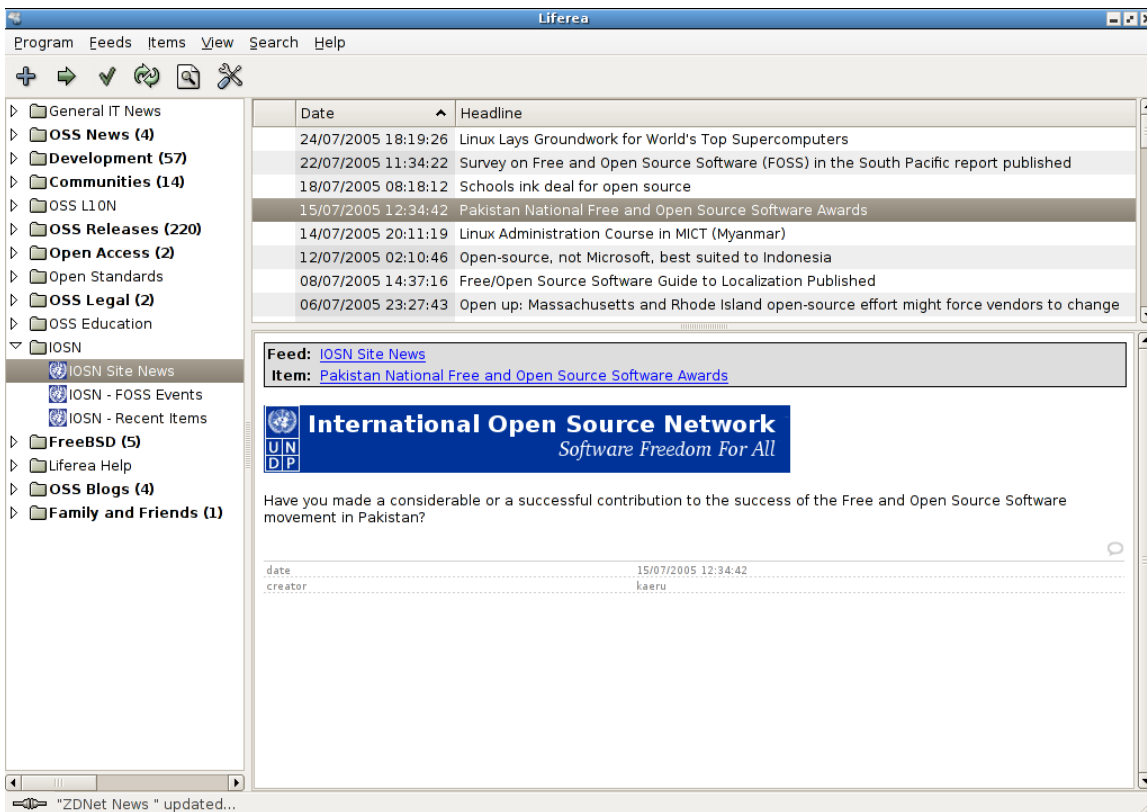 Liferea
Program Feeds Items View Search Help
General IT News
OSS News (4)
Development (57)
Communities (14)
OSS L10N
OSS Releases (220)
Open Access (2)
Open Standards
OSS Legal (2)
OSS Education
IOSN
IOSN Site News
IOSN - FOSS Events
IOSN - Recent Items
FreeBSD (5)
Liferea Help
OSS Blogs (4)
Family and Friends (1)
Date Headline
24/07/2005 18:19:26 Linux Lays Groundwork for World's Top Supercomputers
22/07/2005 11:34:22 Survey on Free and Open Source Software (FOSS) in the South Pacific report published
18/07/2005 08:18:12 Schools ink deal for open source
15/07/2005 12:34:42 Pakistan National Free and Open Source Software Awards
14/07/2005 20:11:19 Linux Administration Course in MICT (Myanmar)
12/07/2005 02:10:46 Open-source, not Microsoft, best suited to Indonesia
08/07/2005 14:37:16 Free/Open Source Software Guide to Localization Published
06/07/2005 23:27:43 Open up: Massachusetts and Rhode Island open-source effort might force vendors to change
Feed: IOSN Site News
Item: Pakistan National Free and Open Source Software Awards
International Open Source Network
Software Freedom For All
U N
D P
Have you made a considerable or a successful contribution to the success of the Free and Open Source Software
movement in Pakistan?
date 15/07/2005 12:34:42
creator kaeru
"ZDNet News " updated...